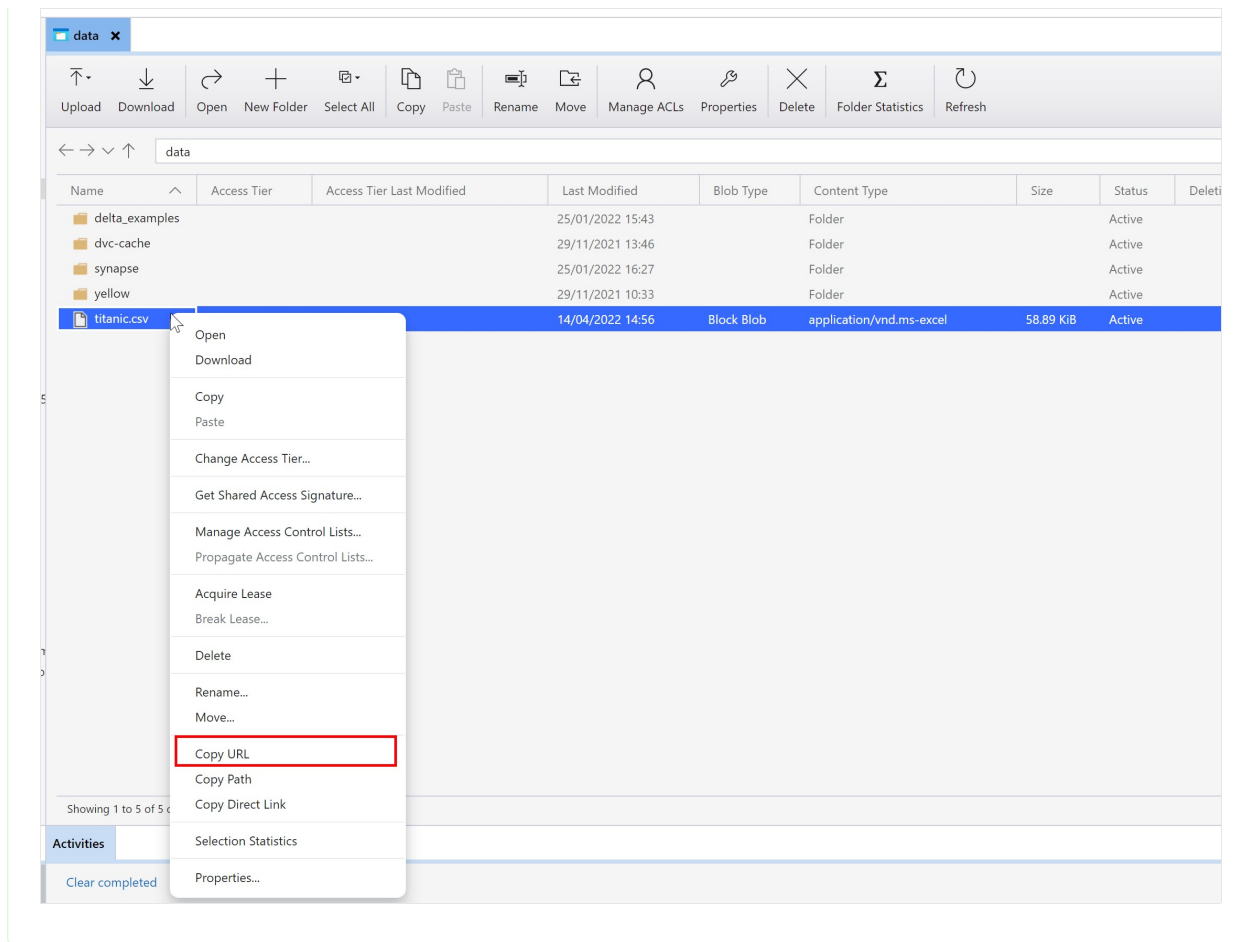 data
Upload Download Open New Folder Select All Copy Paste Rename Move Manage ACLs Properties Delete Folder Statistics Refresh
data
Name Access Tier Access Tier Last Modified Last Modified Blob Type Content Type Size Status Deleti
delta_examples 25/01/2022 15:43 Folder Active
dvc-cache 29/11/2021 13:46 Folder Active
synapse 25/01/2022 16:27 Folder Active
yellow 29/11/2021 10:33 Folder Active
titanic.csv 14/04/2022 14:56 Block Blob application/vnd.ms-excel 58.89 KiB Active
Open
Download
Copy
Paste
Change Access Tier...
Get Shared Access Signature...
Manage Access Control Lists...
Propagate Access Control Lists...
Acquire Lease
Break Lease...
Delete
Rename...
Move...
Copy URL
Copy Path
Copy Direct Link
Selection Statistics
Properties...
Showing 1 to 5 of 5
Activities
Clear completed